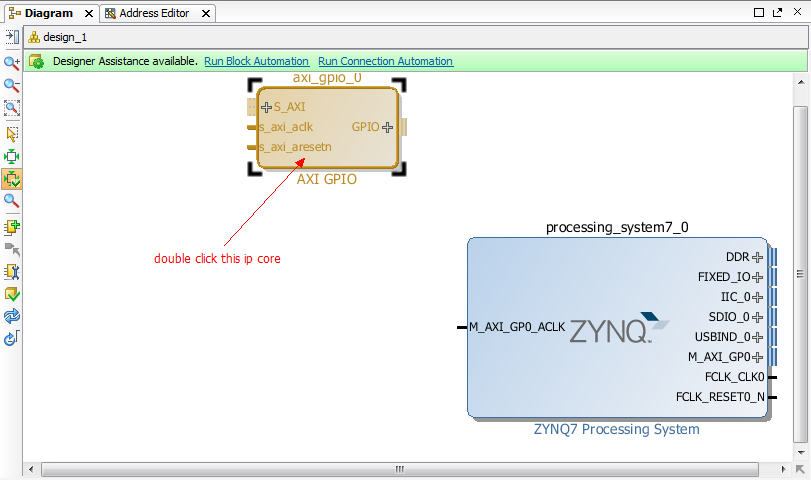 Diagram
Address Editor
design_1
Designer Assistance available. Run Block Automation Run Connection Automation
axi_gpio_0
S_AXI
s_axi_aclk
GPIO
s_axi_aresetn
AXI GPIO
double click this ip core
processing_system7_0
DDR
FIXED_IO
IIC_0
SDIO_0
USBIND_0
M_AXI_GP0
FCLK_CLK0
FCLK_RESET0_N
M_AXI_GP0_ACLK
ZYNQ
ZYNQ7 Processing System